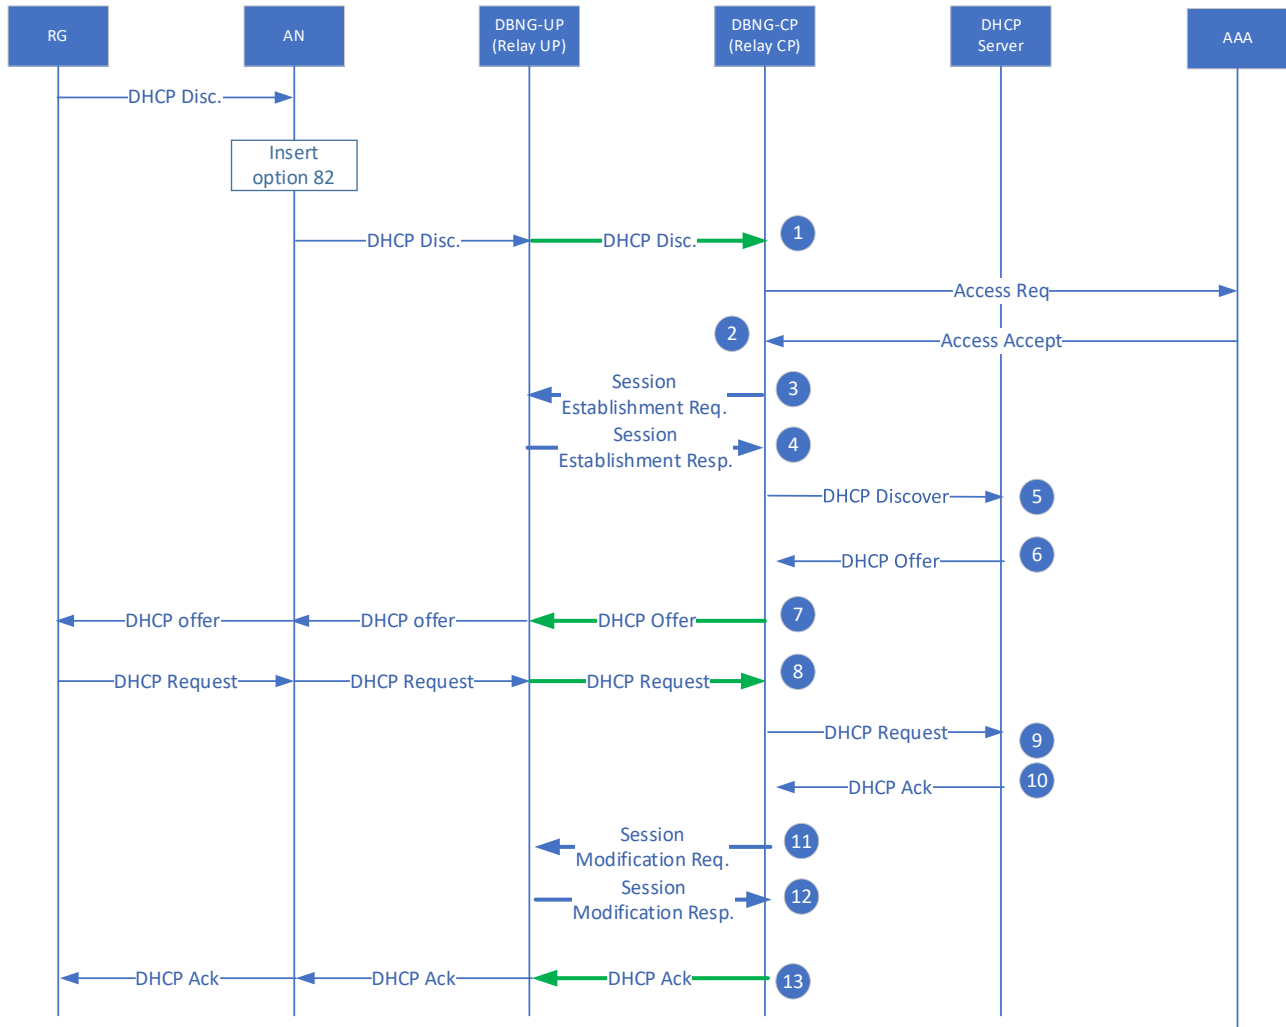 RG
AN
DBNG-UP
(Relay UP)
DBNG-CP
(Relay CP)
DHCP
Server
AAA
DHCP Disc.
Insert
option 82
DHCP Disc.
DHCP Disc.
1
Access Req
2
Access Accept
Session
Establishment Req.
3
Session
Establishment Resp.
4
DHCP Discover
5
DHCP Offer
6
DHCP offer
DHCP offer
DHCP Offer
7
DHCP Request
DHCP Request
DHCP Request
8
DHCP Request
9
DHCP Ack
10
Session
Modification Req.
11
Session
Modification Resp.
12
DHCP Ack
DHCP Ack
DHCP Ack
13